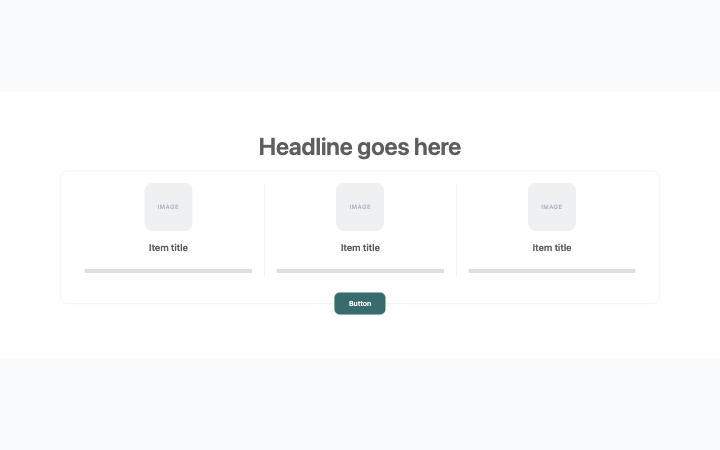 Headline goes here
IMAGE
IMAGE
IMAGE
Item title
Item title
Item title
Button